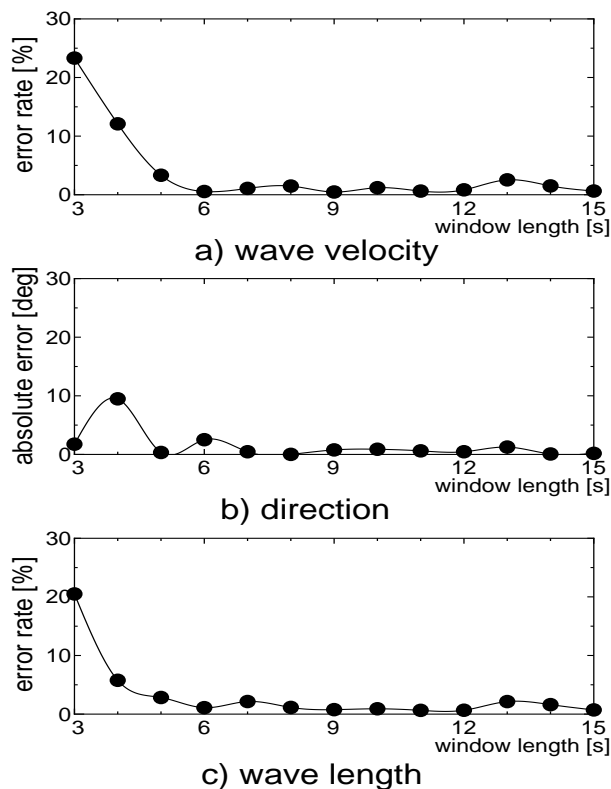 error rate [%]
30
20
10
0
3 6 9 12 15
window length [s]
a) wave velocity
absolute error [deg]
30
20
10
0
3 6 9 12 15
window length [s]
b) direction
error rate [%]
30
20
10
0
3 6 9 12 15
window length [s]
c) wave length